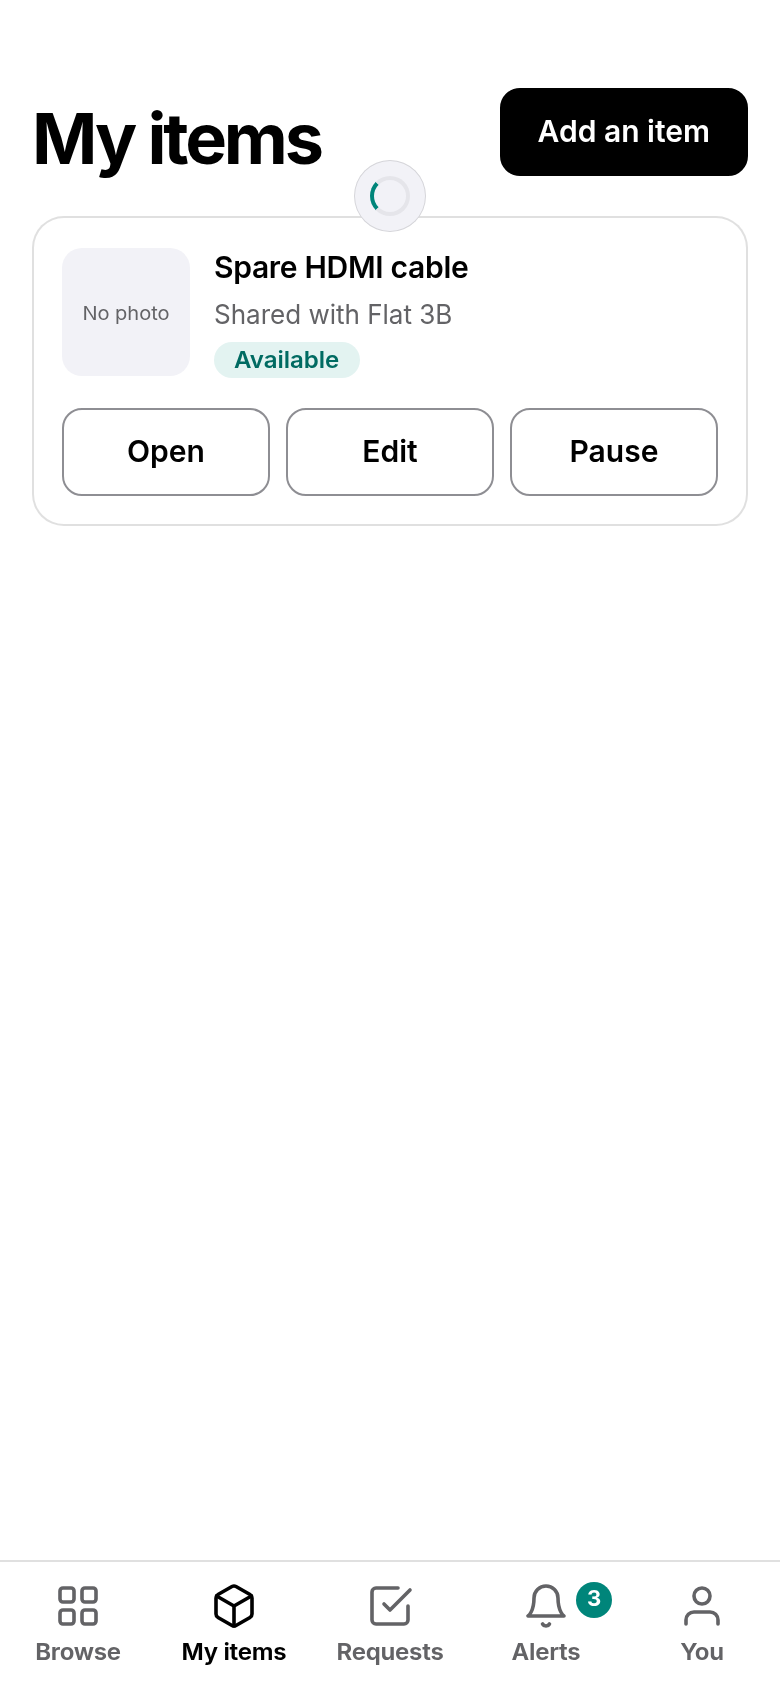 My items
Add an item
No photo
Spare HDMI cable
Shared with Flat 3B
Available
Open
Edit
Pause
Browse
My items
Requests
3
Alerts
You